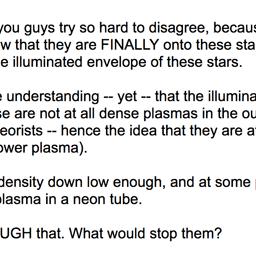 you guys try so hard to disagree, becaus
w that they are FINALLY onto these sta
e illuminated envelope of these stars.
understanding -- yet -- that the illumina
se are not at all dense plasmas in the ou
eorists -- hence the idea that they are a
ower plasma).
density down low enough, and at some
plasma in a neon tube.
UGH that. What would stop them?